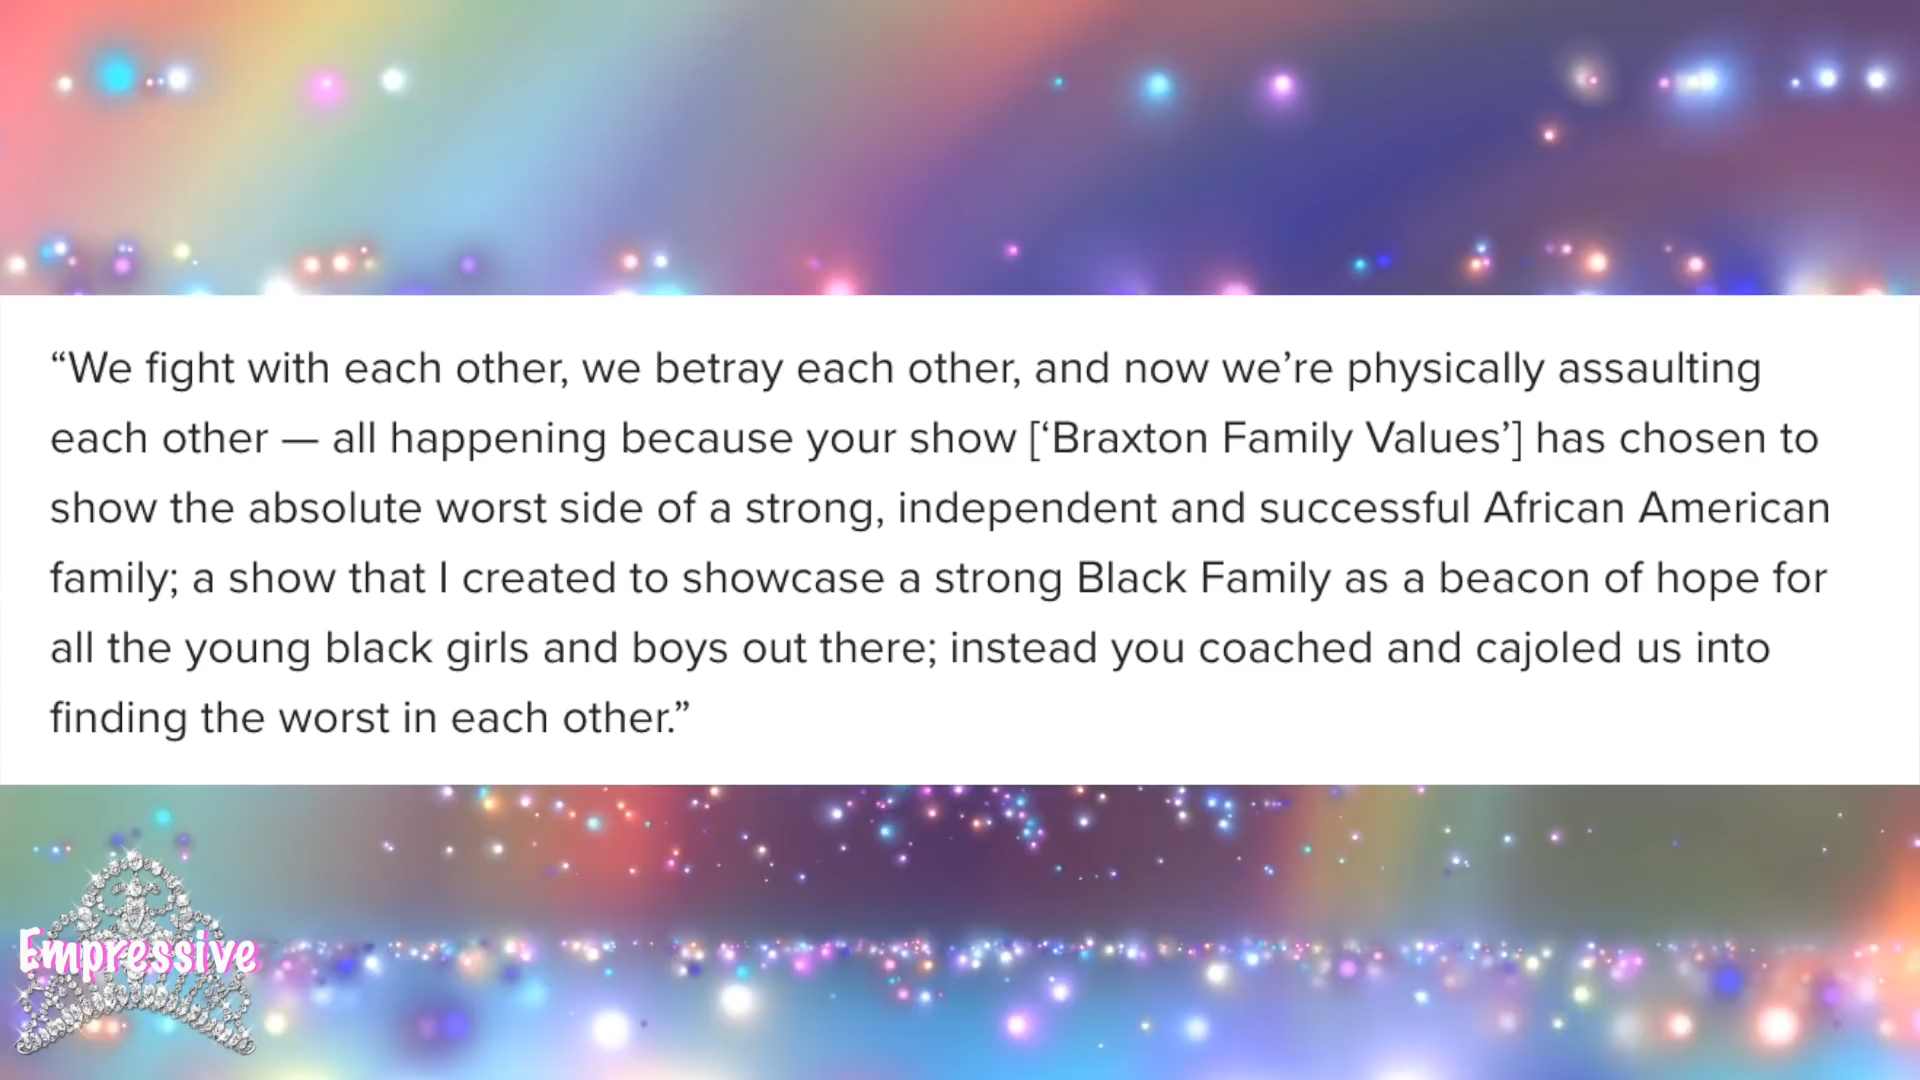 “We fight with each other, we betray each other, and now we’re physically assaulting
each other — all happening because your show [‘Braxton Family Values’] has chosen to
show the absolute worst side of a strong, independent and successful African American
family; a show that I created to showcase a strong Black Family as a beacon of hope for
all the young black girls and boys out there; instead you coached and cajoled us into
finding the worst in each other.”
Empressive